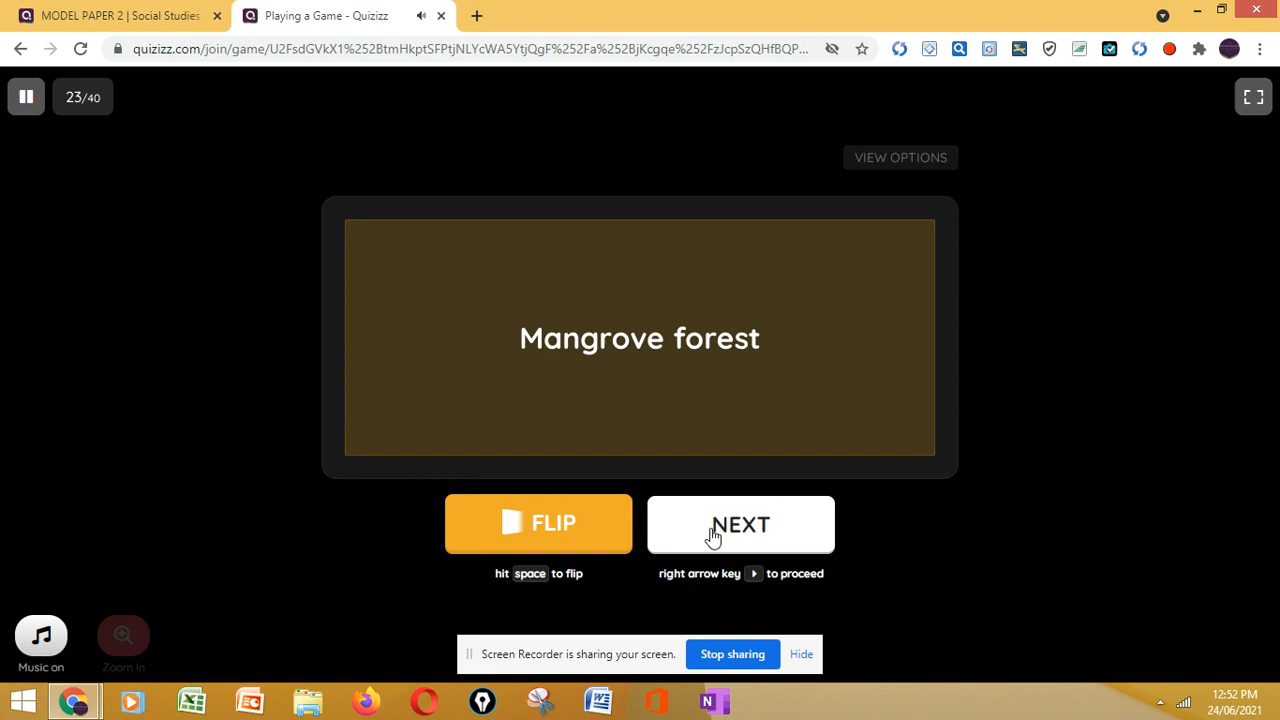 MODEL PAPER 2 | Social Studies
Playing a Game - Quizizz
quizizz.com/join/game/U2FsdGVkX1%252BtmHkptSFPtjNLYcWA5YtjQgF%252Fa%252BjKcgqe%252FzJcpSzQHfBQP...
23/40
VIEW OPTIONS
Mangrove forest
FLIP
NEXT
hit space to flip
right arrow key to proceed
Music on
Zoom In
Screen Recorder is sharing your screen.
Stop sharing
Hide
12:52 PM
24/06/2021